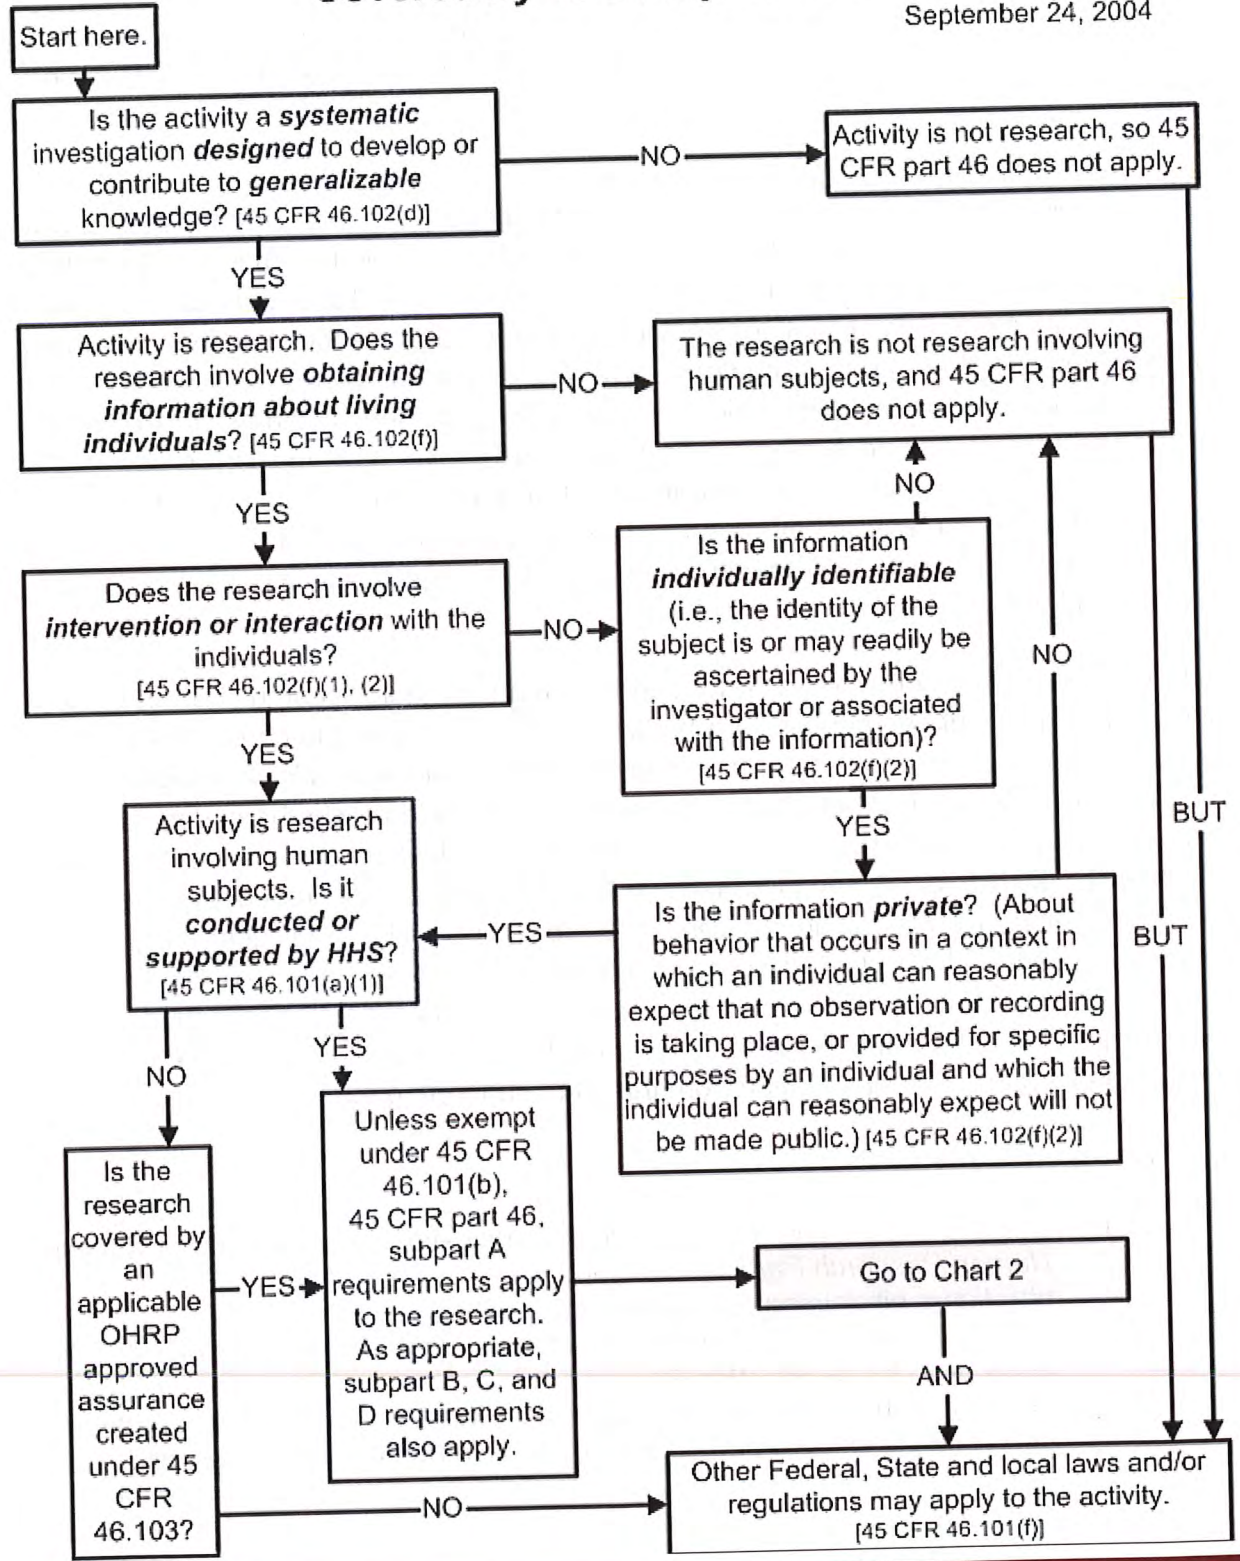 September 24, 2004
Start here.
Is the activity a systematic
investigation designed to develop or
contribute to generalizable
knowledge? [45 CFR 46.102(d)]
NO
Activity is not research, so 45
CFR part 46 does not apply.
YES
Activity is research. Does the
research involve obtaining
information about living
individuals? [45 CFR 46.102(f)]
NO
The research is not research involving
human subjects, and 45 CFR part 46
does not apply.
YES
NO
Does the research involve
intervention or interaction with the
individuals?
[45 CFR 46.102(f)(1), (2)]
NO
Is the information
individually identifiable
(i.e., the identity of the
subject is or may readily be
ascertained by the
investigator or associated
with the information)?
[45 CFR 46.102(f)(2)]
NO
YES
YES
BUT
Activity is research
involving human
subjects. Is it
conducted or
supported by HHS?
[45 CFR 46.101(a)(1)]
YES
Is the information private? (About
behavior that occurs in a context in
which an individual can reasonably
expect that no observation or recording
is taking place, or provided for specific
purposes by an individual and which the
individual can reasonably expect will not
be made public.) [45 CFR 46.102(f)(2)]
BUT
NO
YES
Is the
research
covered by
an
applicable
OHRP
approved
assurance
created
under 45
CFR
46.103?
YES
Unless exempt
under 45 CFR
46.101(b),
45 CFR part 46,
subpart A
requirements apply
to the research.
As appropriate,
subpart B, C, and
D requirements
also apply.
Go to Chart 2
AND
NO
Other Federal, State and local laws and/or
regulations may apply to the activity.
[45 CFR 46.101(f)]